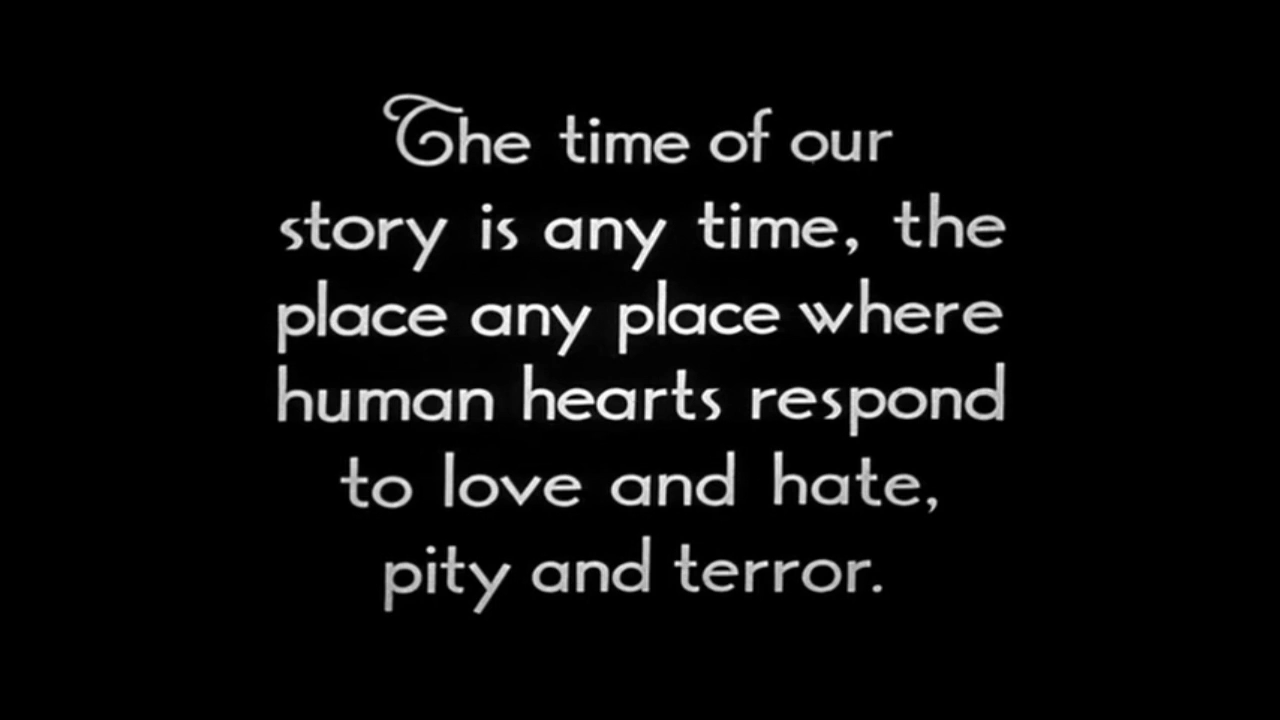 The time of our
story is any time, the
place any place where
human hearts respond
to love and hate,
pity and terror.